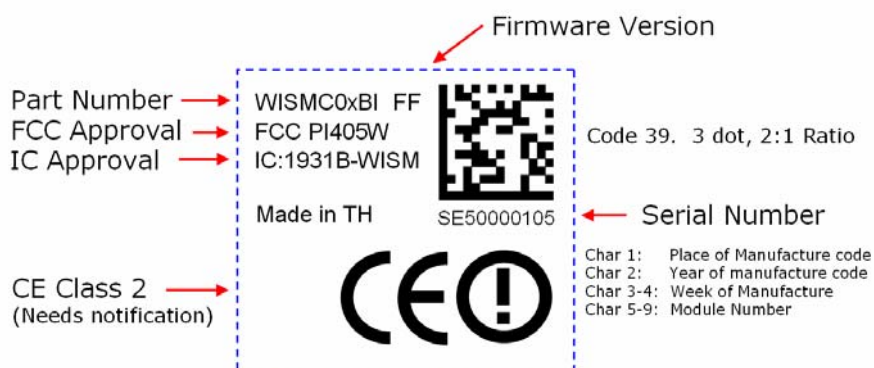 Firmware Version
Part Number
WISMC0xBI FF
FCC Approval
FCC PI405W
IC Approval
IC:1931B-WISM
Code 39. 3 dot, 2:1 Ratio
Made in TH
SE50000105
Serial Number
Char 1: Place of Manufacture code
Char 2: Year of manufacture code
Char 3-4: Week of Manufacture
Char 5-9: Module Number
CE Class 2
(Needs notification)
CE